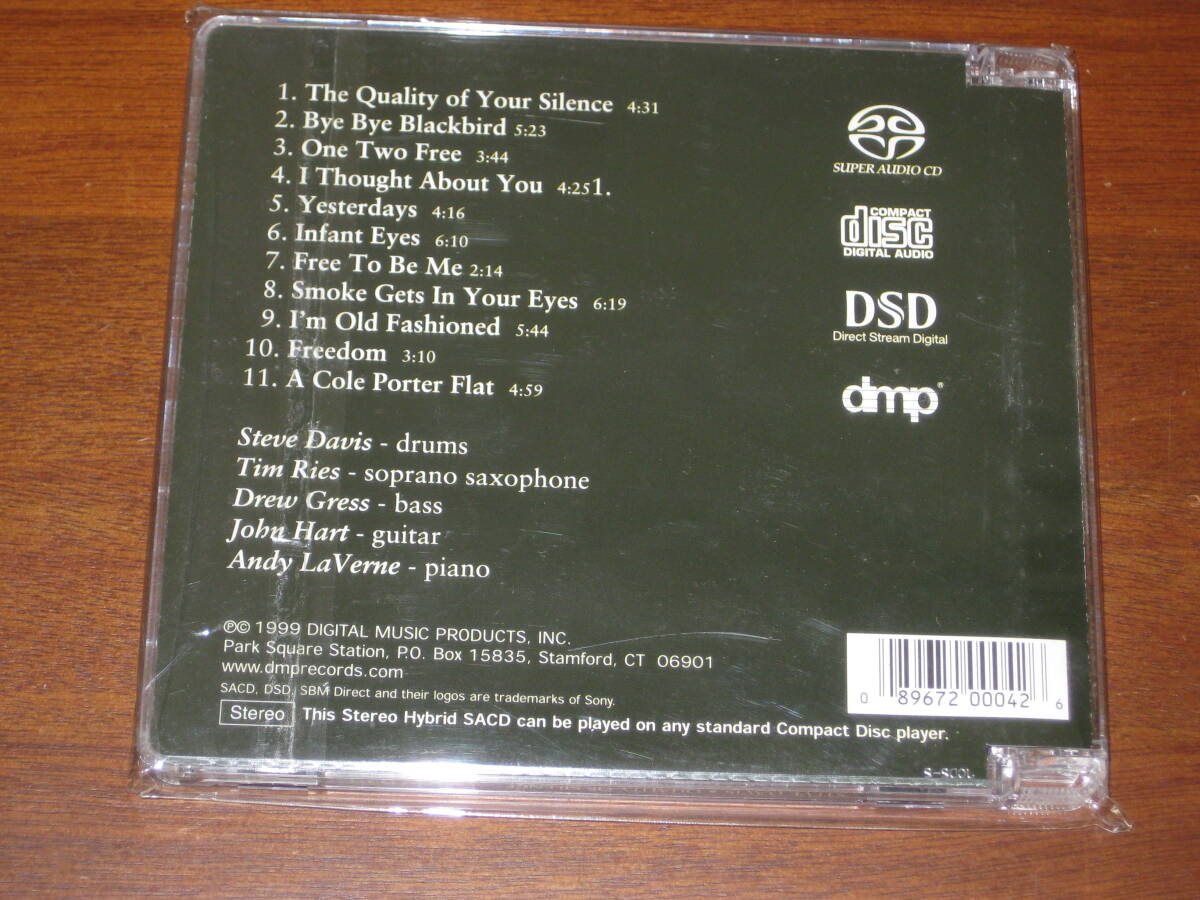 1. The Quality of Your Silence 4:31
2. Bye Bye Blackbird 5:23
3. One Two Free 3:44
4. I Thought About You 4:251.
5. Yesterdays 4:16
6. Infant Eyes 6:10
7. Free To Be Me 2:14
8. Smoke Gets In Your Eyes 6:19
9. I'm Old Fashioned 5:44
10. Freedom 3:10
11. A Cole Porter Flat 4:59
Steve Davis - drums
Tim Ries - soprano saxophone
Drew Gress - bass
John Hart - guitar
Andy LaVerne - piano
SUPER AUDIO CD
COMPACT
disc
DIGITAL AUDIO
DSD
Direct Stream Digital
dmp®
℗© 1999 DIGITAL MUSIC PRODUCTS, INC.
Park Square Station, P.O. Box 15835, Stamford, CT 06901
www.dmprecords.com
SACD, DSD, SBM Direct and their logos are trademarks of Sony.
Stereo This Stereo Hybrid SACD can be played on any standard Compact Disc player.
0 89672 00042 6